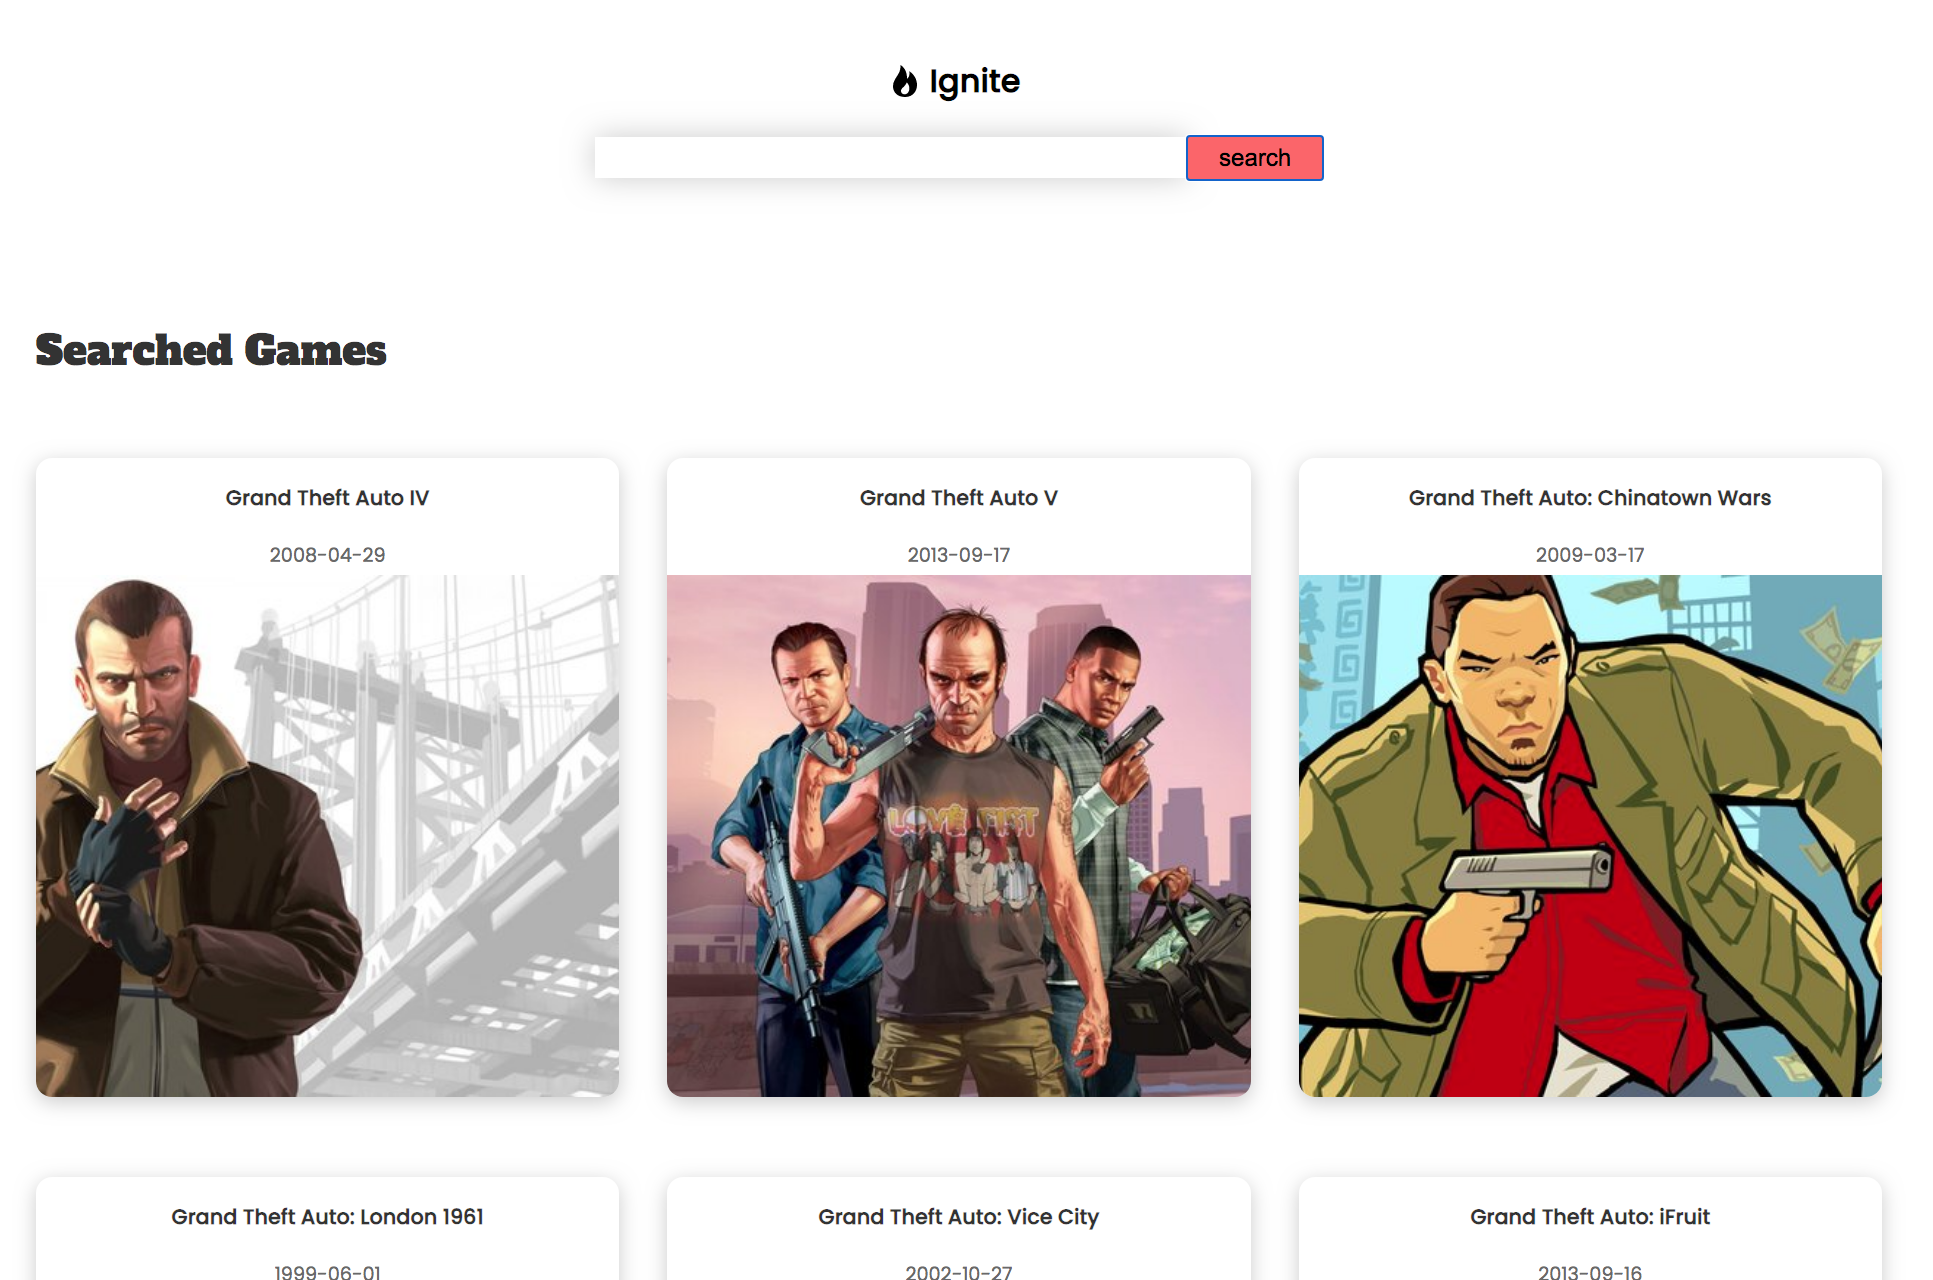 Ignite
search
Searched Games
Grand Theft Auto IV
2008-04-29
Grand Theft Auto V
2013-09-17
LOVE FIST
Grand Theft Auto: Chinatown Wars
2009-03-17
Grand Theft Auto: London 1961
1999-06-01
Grand Theft Auto: Vice City
2002-10-27
Grand Theft Auto: iFruit
2013-09-16